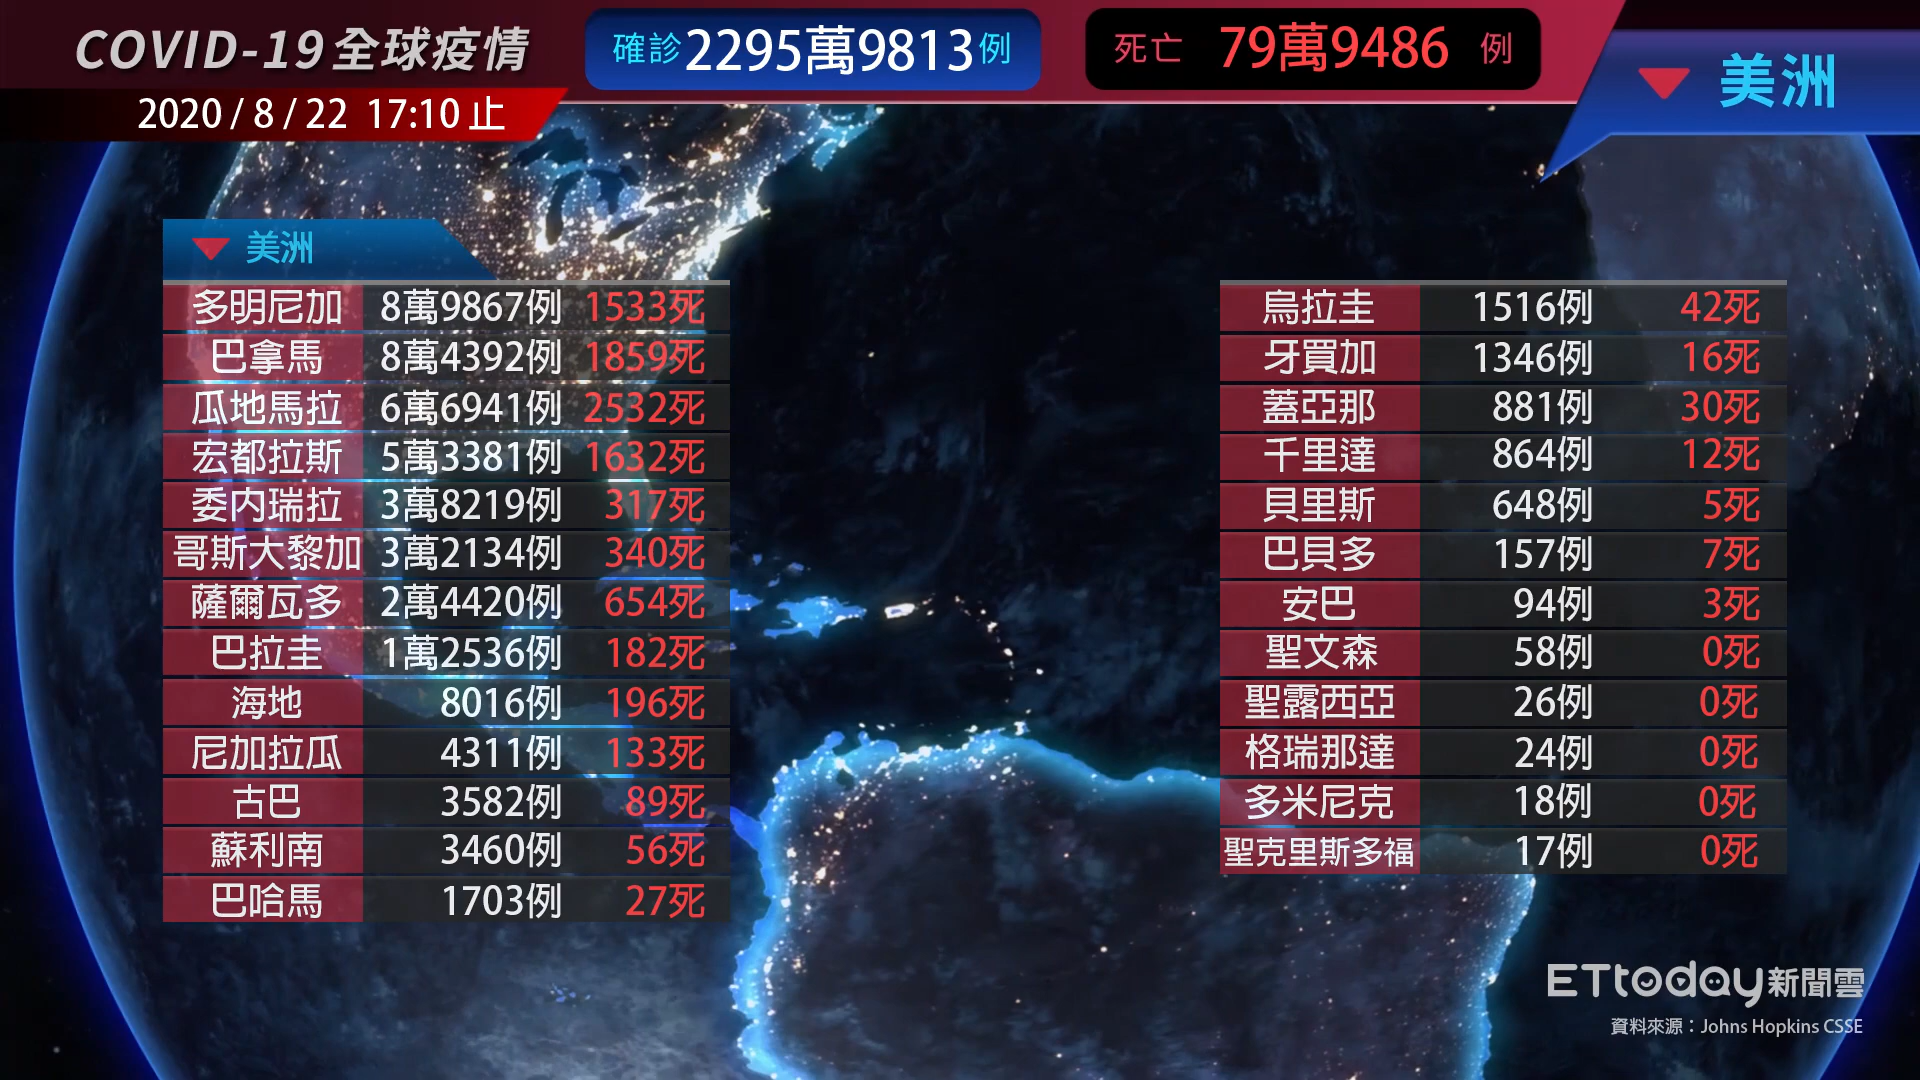 COVID-19全球疫情
確診2295萬9813例
死亡 79萬9486 例
美洲
2020/8/22 17:10止
美洲
多明尼加 8萬9867例 1533死
巴拿馬 8萬4392例 1859死
瓜地馬拉 6萬6941例 2532死
宏都拉斯 5萬3381例 1632死
委內瑞拉 3萬8219例 317死
哥斯大黎加 3萬2134例 340死
薩爾瓦多 2萬4420例 654死
巴拉圭 1萬2536例 182死
海地 8016例 196死
尼加拉瓜 4311例 133死
古巴 3582例 89死
蘇利南 3460例 56死
巴哈馬 1703例 27死
烏拉圭 1516例 42死
牙買加 1346例 16死
蓋亞那 881例 30死
千里達 864例 12死
貝里斯 648例 5死
巴貝多 157例 7死
安巴 94例 3死
聖文森 58例 0死
聖露西亞 26例 0死
格瑞那達 24例 0死
多米尼克 18例 0死
聖克里斯多福 17例 0死
ETtoday新聞雲
資料來源：Johns Hopkins CSSE